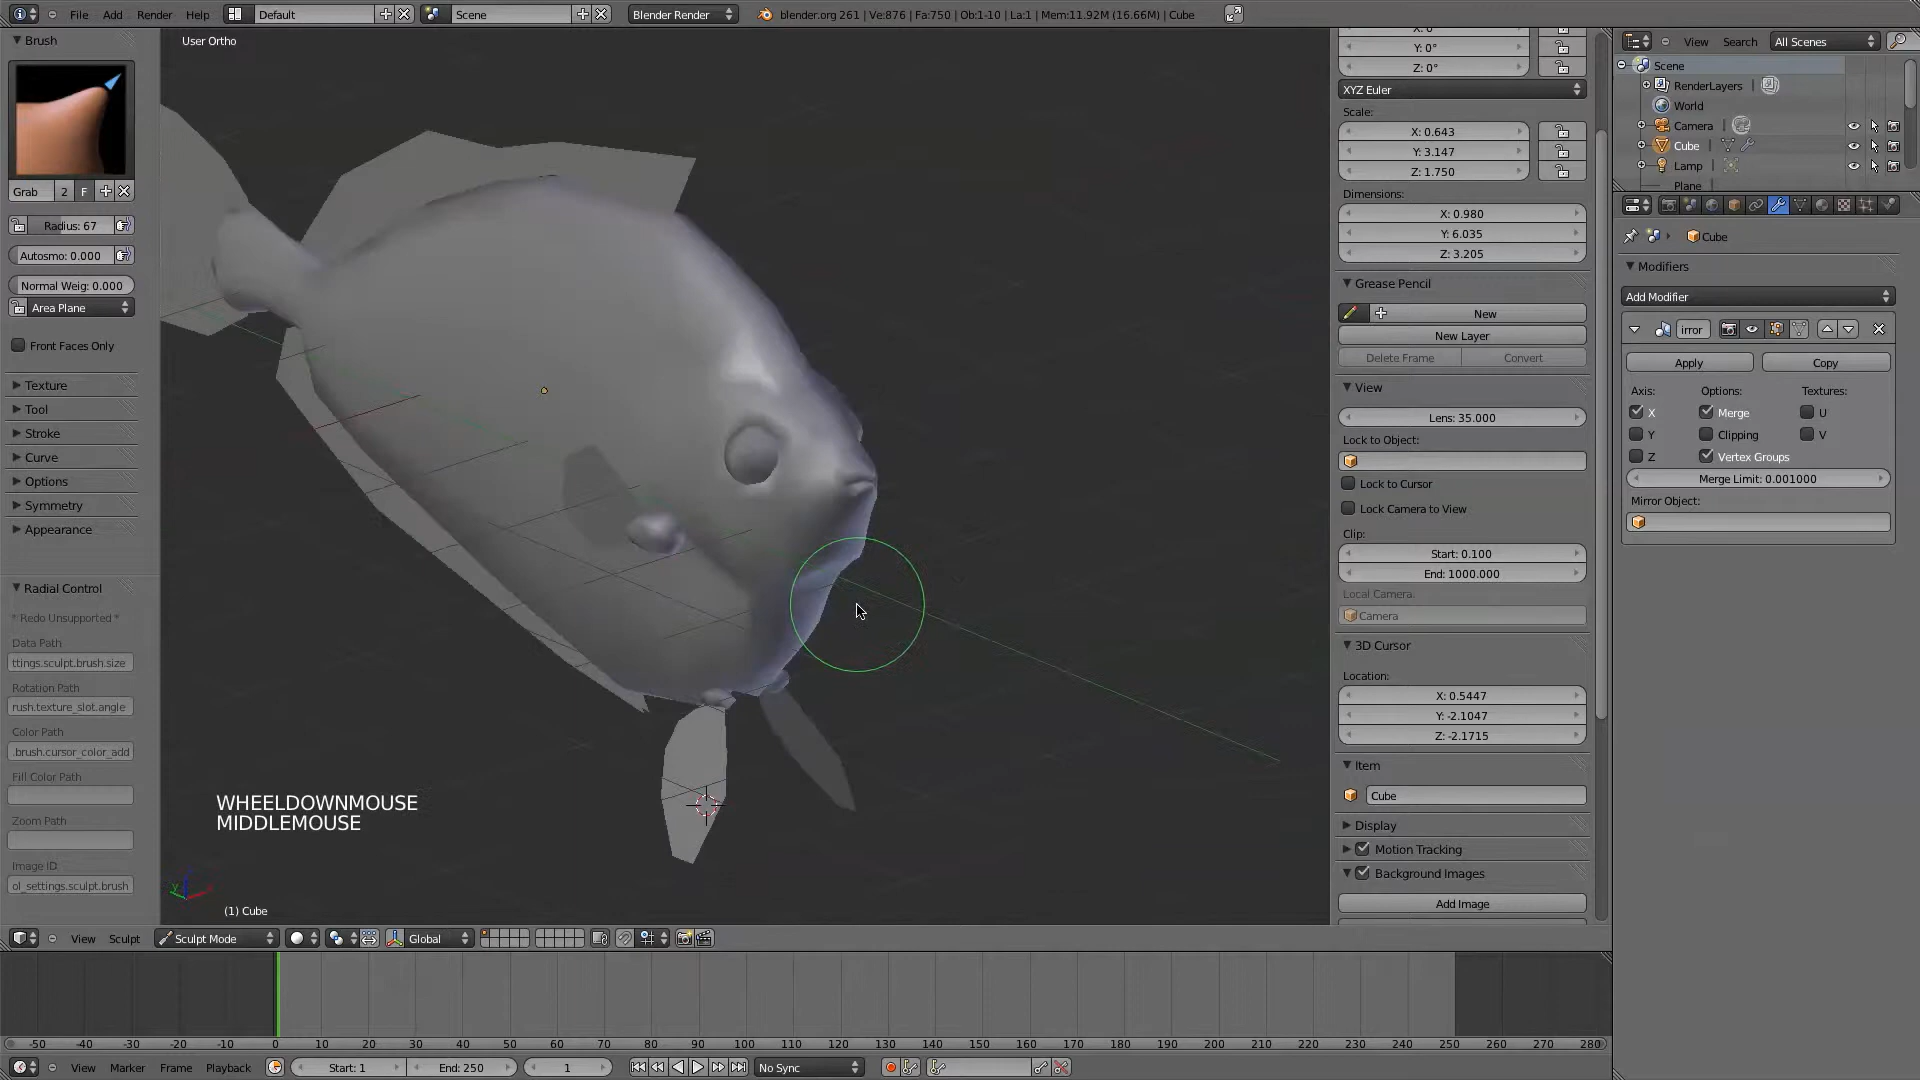 File Add Render Help Default Scene Blender Render blender.org 261 | Ve:876 | Fa:750 | Ob:1-10 | La:1 | Mem:11.92M (16.66M) | Cube
Brush
User Ortho
Grab 2 F
Radius: 67
Autosmo: 0.000
Normal Weig: 0.000
Area Plane
Front Faces Only
Texture
Tool
Stroke
Curve
Options
Symmetry
Appearance
Radial Control
* Redo Unsupported *
Data Path
ttings.sculpt.brush.size
Rotation Path
rush.texture_slot.angle
Color Path
.brush.cursor_color_add
Fill Color Path
Zoom Path
Image ID
ol_settings.sculpt.brush
WHEELDOWNMOUSE
MIDDLEMOUSE
(1) Cube
Y: 0°
Z: 0°
XYZ Euler
Scale:
X: 0.643
Y: 3.147
Z: 1.750
Dimensions:
X: 0.980
Y: 6.035
Z: 3.205
Grease Pencil
New
New Layer
Delete Frame Convert
View
Lens: 35.000
Lock to Object:
Lock to Cursor
Lock Camera to View
Clip:
Start: 0.100
End: 1000.000
Local Camera:
Camera
3D Cursor
Location:
X: 0.5447
Y: -2.1047
Z: -2.1715
Item
Cube
Display
Motion Tracking
Background Images
Add Image
View Search All Scenes
Scene
RenderLayers
World
Camera
Cube
Lamp
Plane
Cube
Modifiers
Add Modifier
irror
Apply Copy
Axis: Options: Textures:
X Merge U
Y Clipping V
Z Vertex Groups
Merge Limit: 0.001000
Mirror Object:
View Sculpt Sculpt Mode Global
-50 -40 -30 -20 -10 0 10 20 30 40 50 60 70 80 90 100 110 120 130 140 150 160 170 180 190 200 210 220 230 240 250 260 270 280
View Marker Frame Playback Start: 1 End: 250 1 No Sync